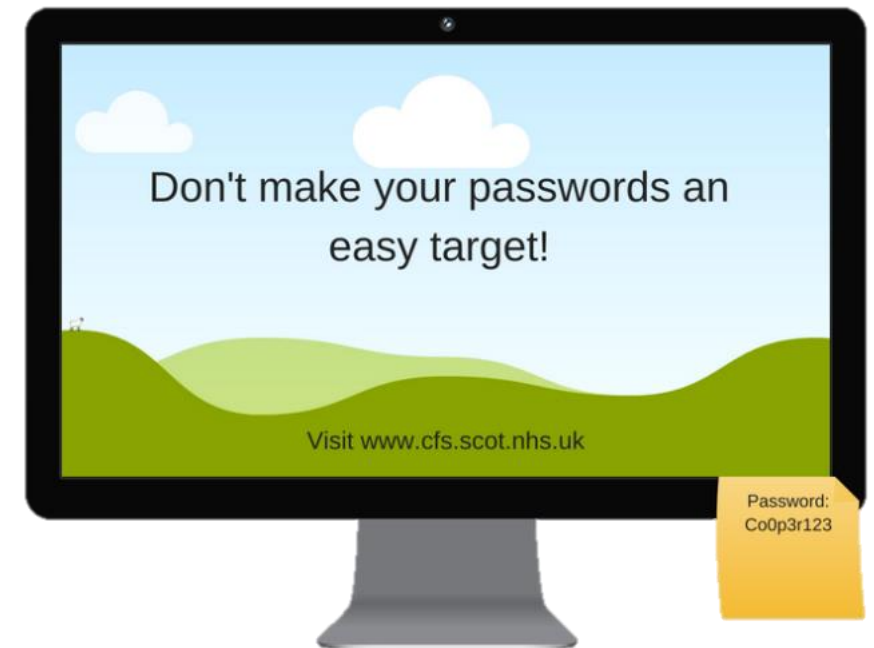 Don't make your passwords an
easy target!
Visit www.cfs.scot.nhs.uk
Password:
Co0p3r123